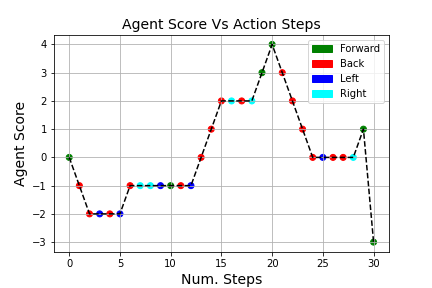 Agent Score Vs Action Steps
4
3
2
1
0
−1
−2
−3
Agent Score
Forward
Back
Left
Right
0 5 10 15 20 25 30
Num. Steps